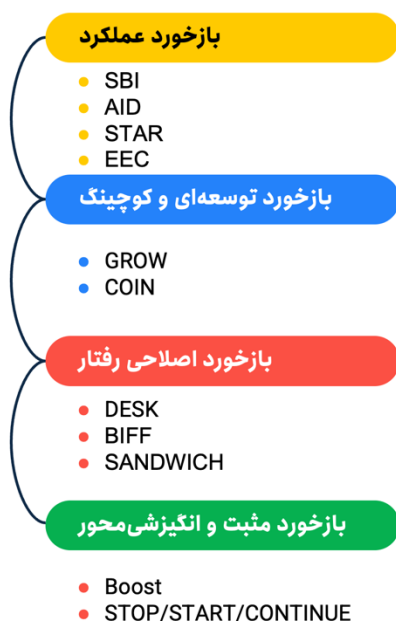 بازخورد عملکرد
SBI
AID
STAR
EEC
بازخورد توسعه‌ای و کوچینگ
GROW
COIN
بازخورد اصلاحی رفتار
DESK
BIFF
SANDWICH
بازخورد مثبت و انگیزشی‌محور
Boost
STOP/START/CONTINUE